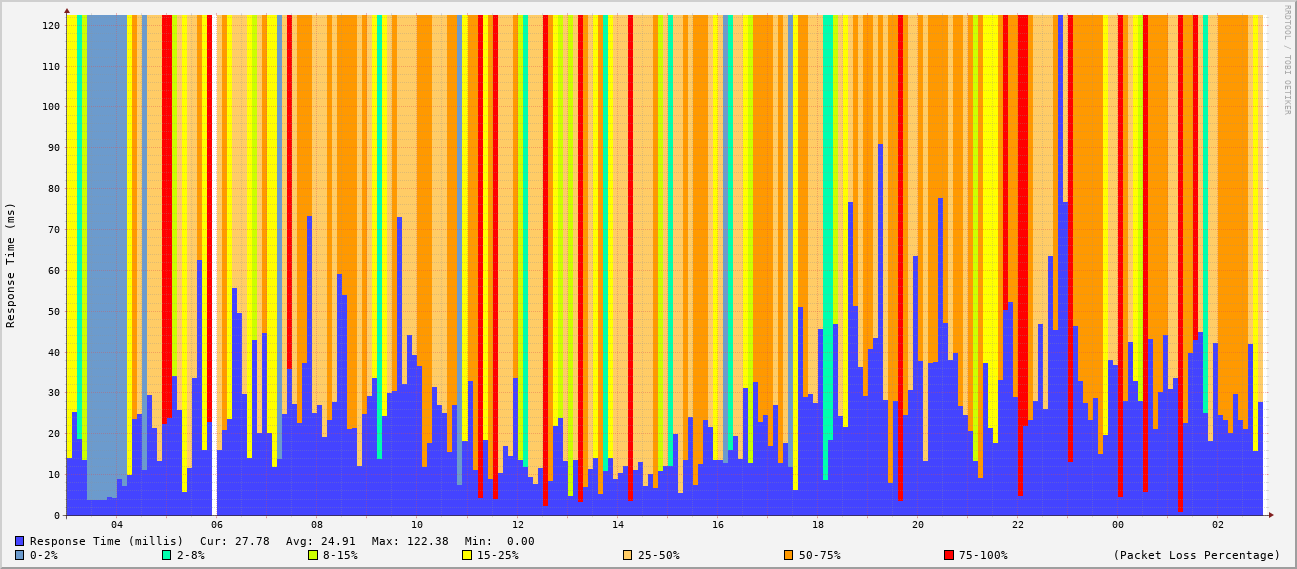 RRDTOOL / TOBI OETIKER
Response Time (ms)
120
110
100
90
80
70
60
50
40
30
20
10
0
04 06 08 10 12 14 16 18 20 22 00 02
Response Time (millis) Cur: 27.78 Avg: 24.91 Max: 122.38 Min: 0.00
0-2% 2-8% 8-15% 15-25% 25-50% 50-75% 75-100% (Packet Loss Percentage)